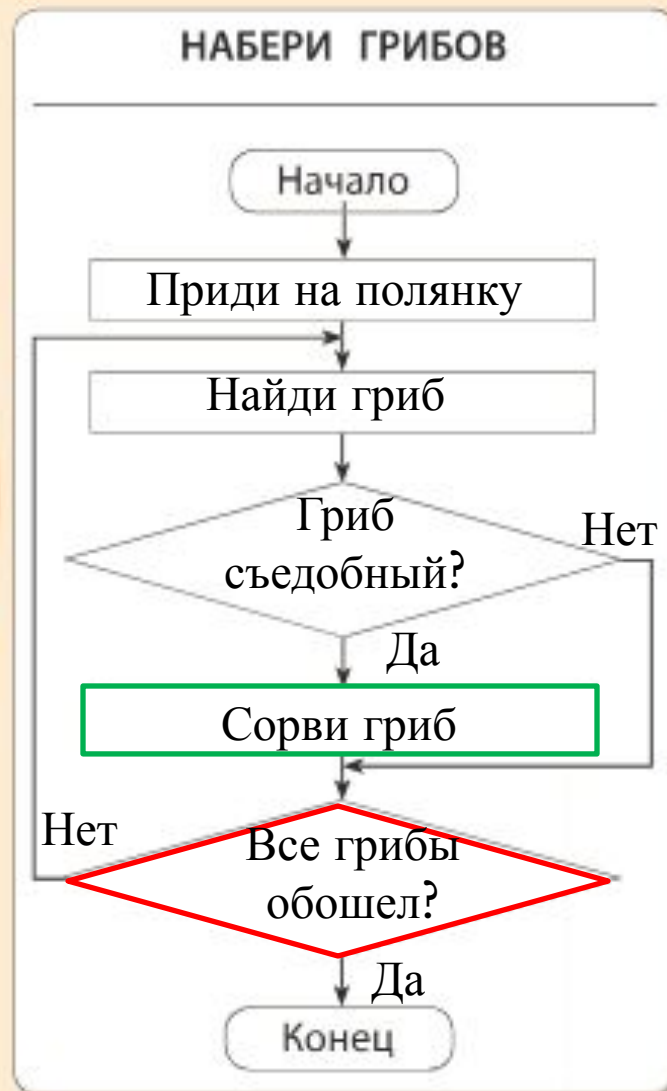 НАБЕРИ ГРИБОВ
Начало
Приди на полянку
Найди гриб
Гриб
съедобный?
Нет
Да
Сорви гриб
Нет
Все грибы
обошел?
Да
Конец